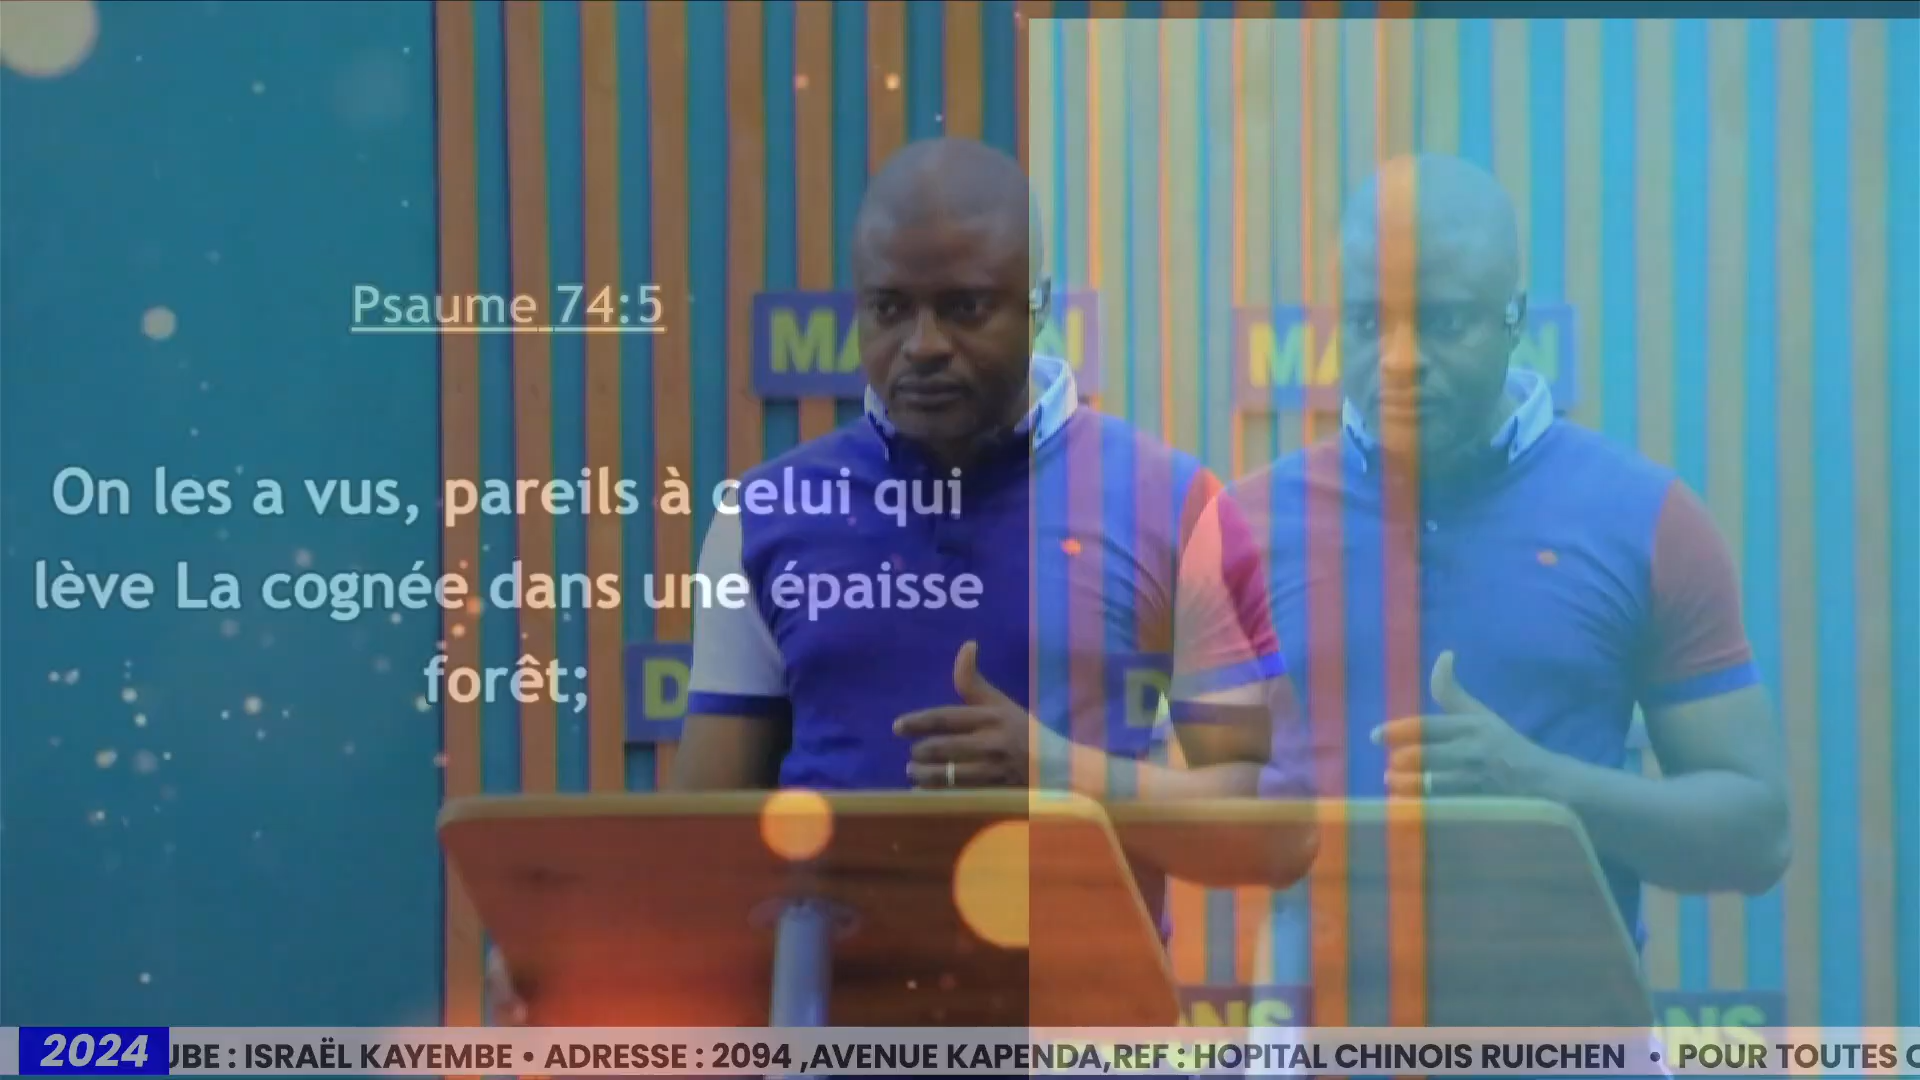 Psaume 74:5
On les a vus, pareils à celui qui
lève La cognée dans une épaisse
forêt;
2024
UBE : ISRAËL KAYEMBE • ADRESSE : 2094 ,AVENUE KAPENDA,REF : HOPITAL CHINOIS RUICHEN • POUR TOUTES